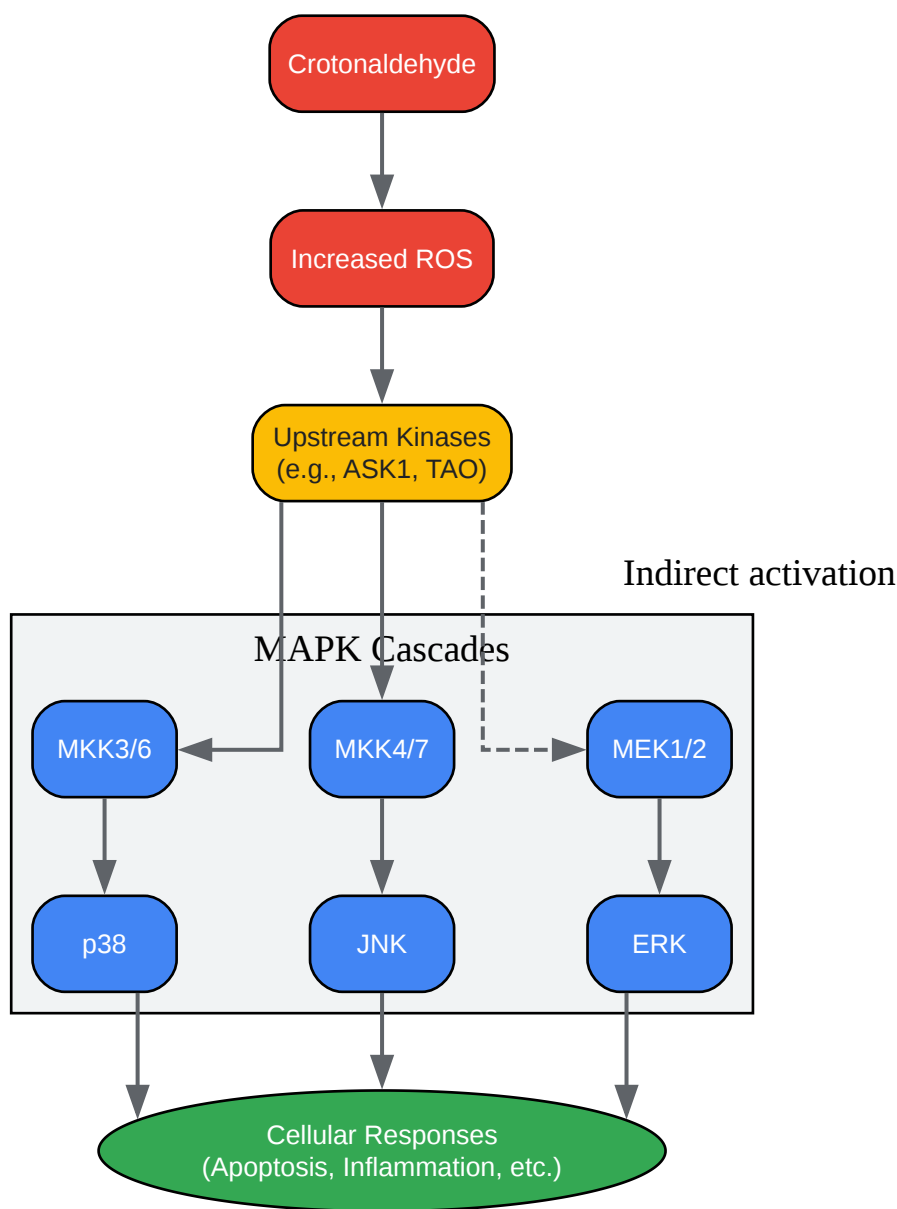 Crotonaldehyde
Increased ROS
Upstream Kinases
(e.g., ASK1, TAO)
Indirect activation
MAPK Cascades
MKK3/6
MKK4/7
MEK1/2
p38
JNK
ERK
Cellular Responses
(Apoptosis, Inflammation, etc.)